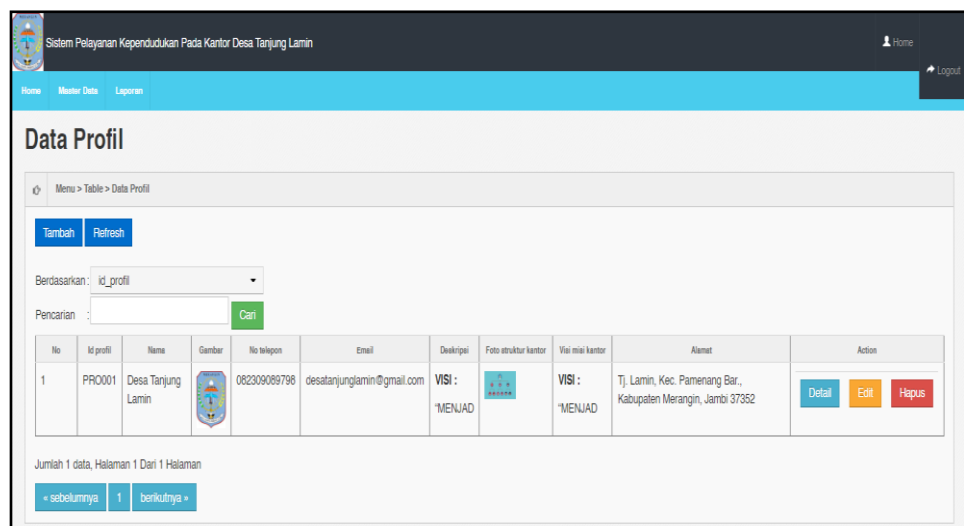 Sistem Pelayanan Kependudukan Pada Kantor Desa Tanjung Lamin
Home
Logout
Home Master Data Laporan
Data Profil
Menu > Table > Data Profil
Tambah Refresh
Berdasarkan : id_profil
Pencarian :
Cari
No Id profil Nama Gambar No telepon Email Deskripsi Foto struktur kantor Visi misi kantor Alamat Action
1 PRO001 Desa Tanjung Lamin 082309089798 desatanjunglamin@gmail.com VISI : "MENJAD VISI : "MENJAD Tj. Lamin, Kec. Pamenang Bar., Kabupaten Merangin, Jambi 37352 Detail Edit Hapus
Jumlah 1 data, Halaman 1 Dari 1 Halaman
« sebelumnya 1 berikutnya »